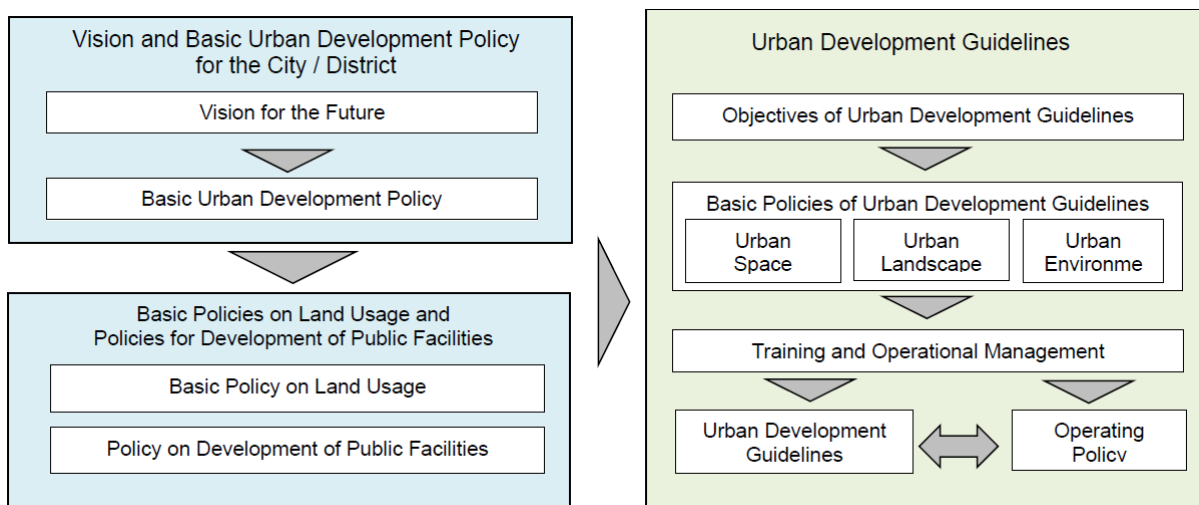 Vision and Basic Urban Development Policy
for the City / District
Vision for the Future
Basic Urban Development Policy
Basic Policies on Land Usage and
Policies for Development of Public Facilities
Basic Policy on Land Usage
Policy on Development of Public Facilities
Urban Development Guidelines
Objectives of Urban Development Guidelines
Basic Policies of Urban Development Guidelines
Urban
Space
Urban
Landscape
Urban
Environme
Training and Operational Management
Urban Development
Guidelines
Operating
Policy